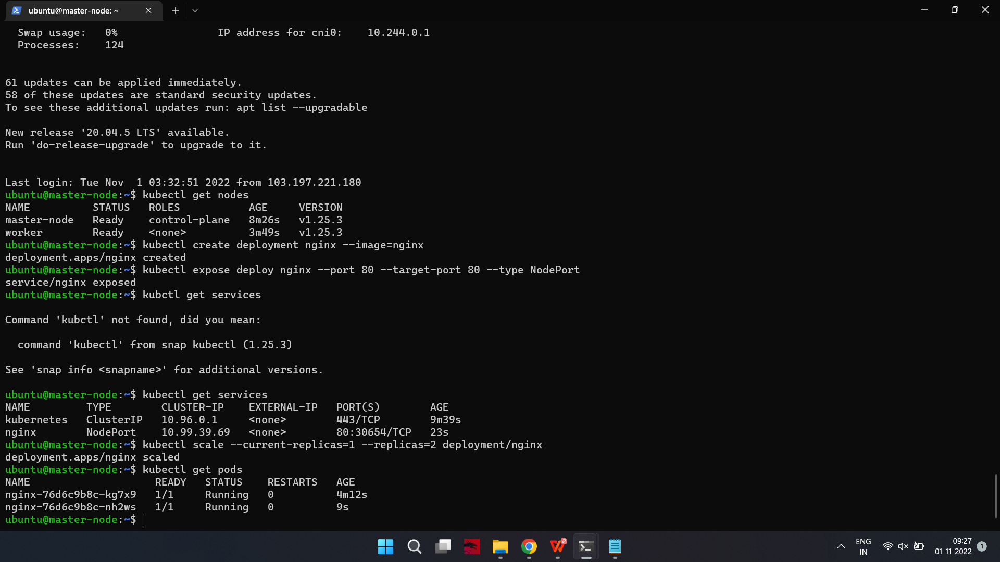 ubuntu@master-node: ~
Swap usage:   0%                IP address for cni0:    10.244.0.1
Processes:    124
61 updates can be applied immediately.
58 of these updates are standard security updates.
To see these additional updates run: apt list --upgradable
New release '20.04.5 LTS' available.
Run 'do-release-upgrade' to upgrade to it.
Last login: Tue Nov  1 03:32:51 2022 from 103.197.221.180
ubuntu@master-node:~$ kubectl get nodes
NAME          STATUS   ROLES           AGE     VERSION
master-node   Ready    control-plane   8m26s   v1.25.3
worker        Ready    <none>          3m49s   v1.25.3
ubuntu@master-node:~$ kubectl create deployment nginx --image=nginx
deployment.apps/nginx created
ubuntu@master-node:~$ kubectl expose deploy nginx --port 80 --target-port 80 --type NodePort
service/nginx exposed
ubuntu@master-node:~$ kubctl get services
Command 'kubctl' not found, did you mean:
command 'kubectl' from snap kubectl (1.25.3)
See 'snap info <snapname>' for additional versions.
ubuntu@master-node:~$ kubectl get services
NAME         TYPE        CLUSTER-IP    EXTERNAL-IP   PORT(S)        AGE
kubernetes   ClusterIP   10.96.0.1     <none>        443/TCP        9m39s
nginx        NodePort    10.99.39.69   <none>        80:30654/TCP   23s
ubuntu@master-node:~$ kubectl scale --current-replicas=1 --replicas=2 deployment/nginx
deployment.apps/nginx scaled
ubuntu@master-node:~$ kubectl get pods
NAME                    READY   STATUS    RESTARTS   AGE
nginx-76d6c9b8c-kg7x9   1/1     Running   0          4m12s
nginx-76d6c9b8c-nh2ws   1/1     Running   0          9s
ubuntu@master-node:~$
ENG
IN
09:27
01-11-2022
1